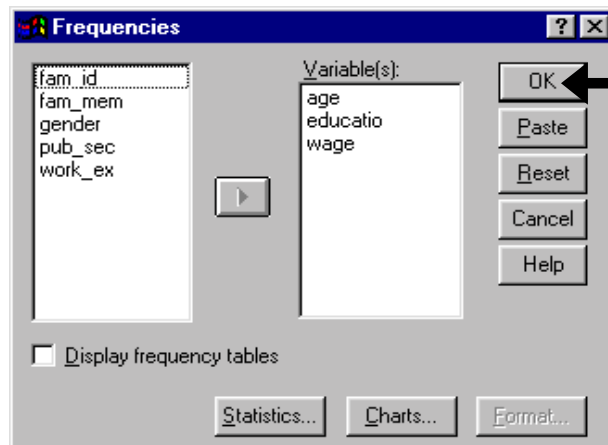 Frequencies
fam_id
fam_mem
gender
pub_sec
work_ex
Variable(s):
age
educatio
wage
OK
Paste
Reset
Cancel
Help
Display frequency tables
Statistics...
Charts...
Format...